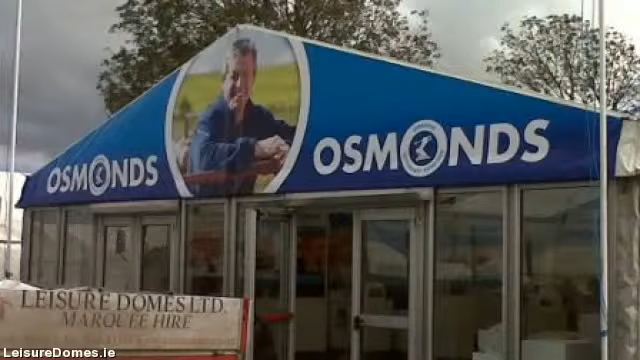 OSMONDS
OSMONDS
LEISURE DOMES LTD.
MARQUEE HIRE
LeisureDomes.ie